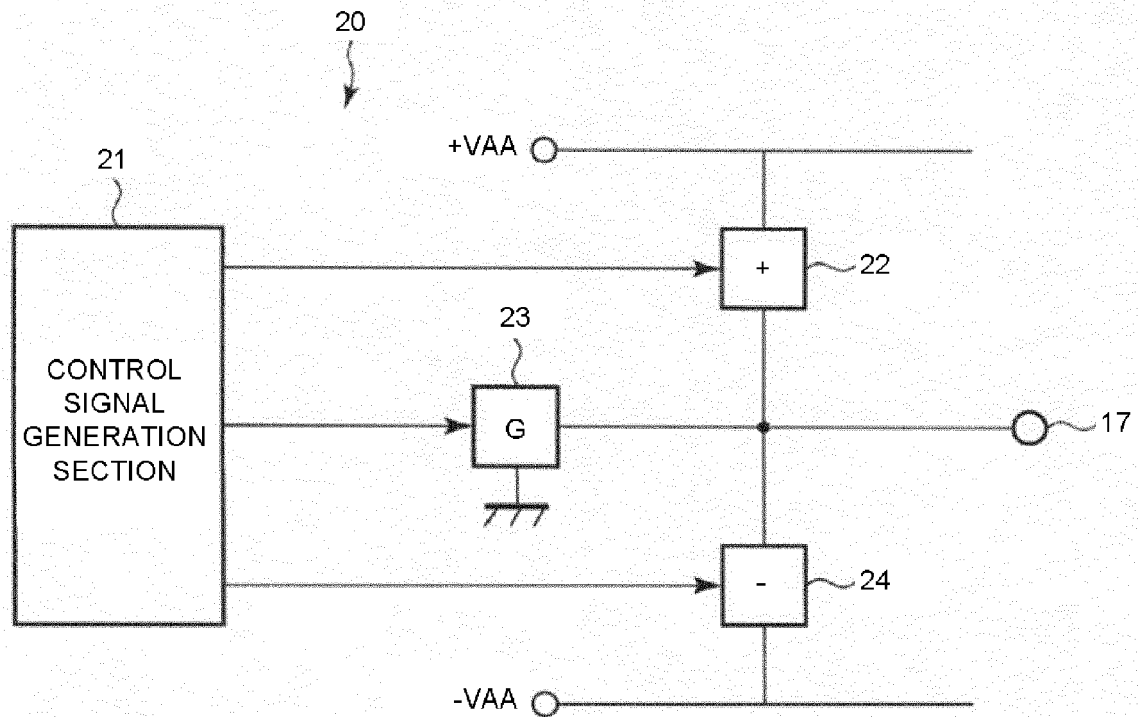 20
+VAA
21
+
22
23
CONTROL
SIGNAL
GENERATION
SECTION
G
17
-
24
-VAA